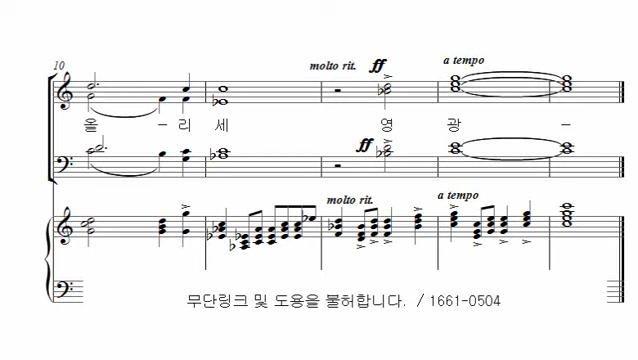 10
molto rit.
ff
a tempo
올 - 리 세 영 광 -
ff
molto rit.
a tempo
무단링크 및 도용을 불허합니다. / 1661-0504